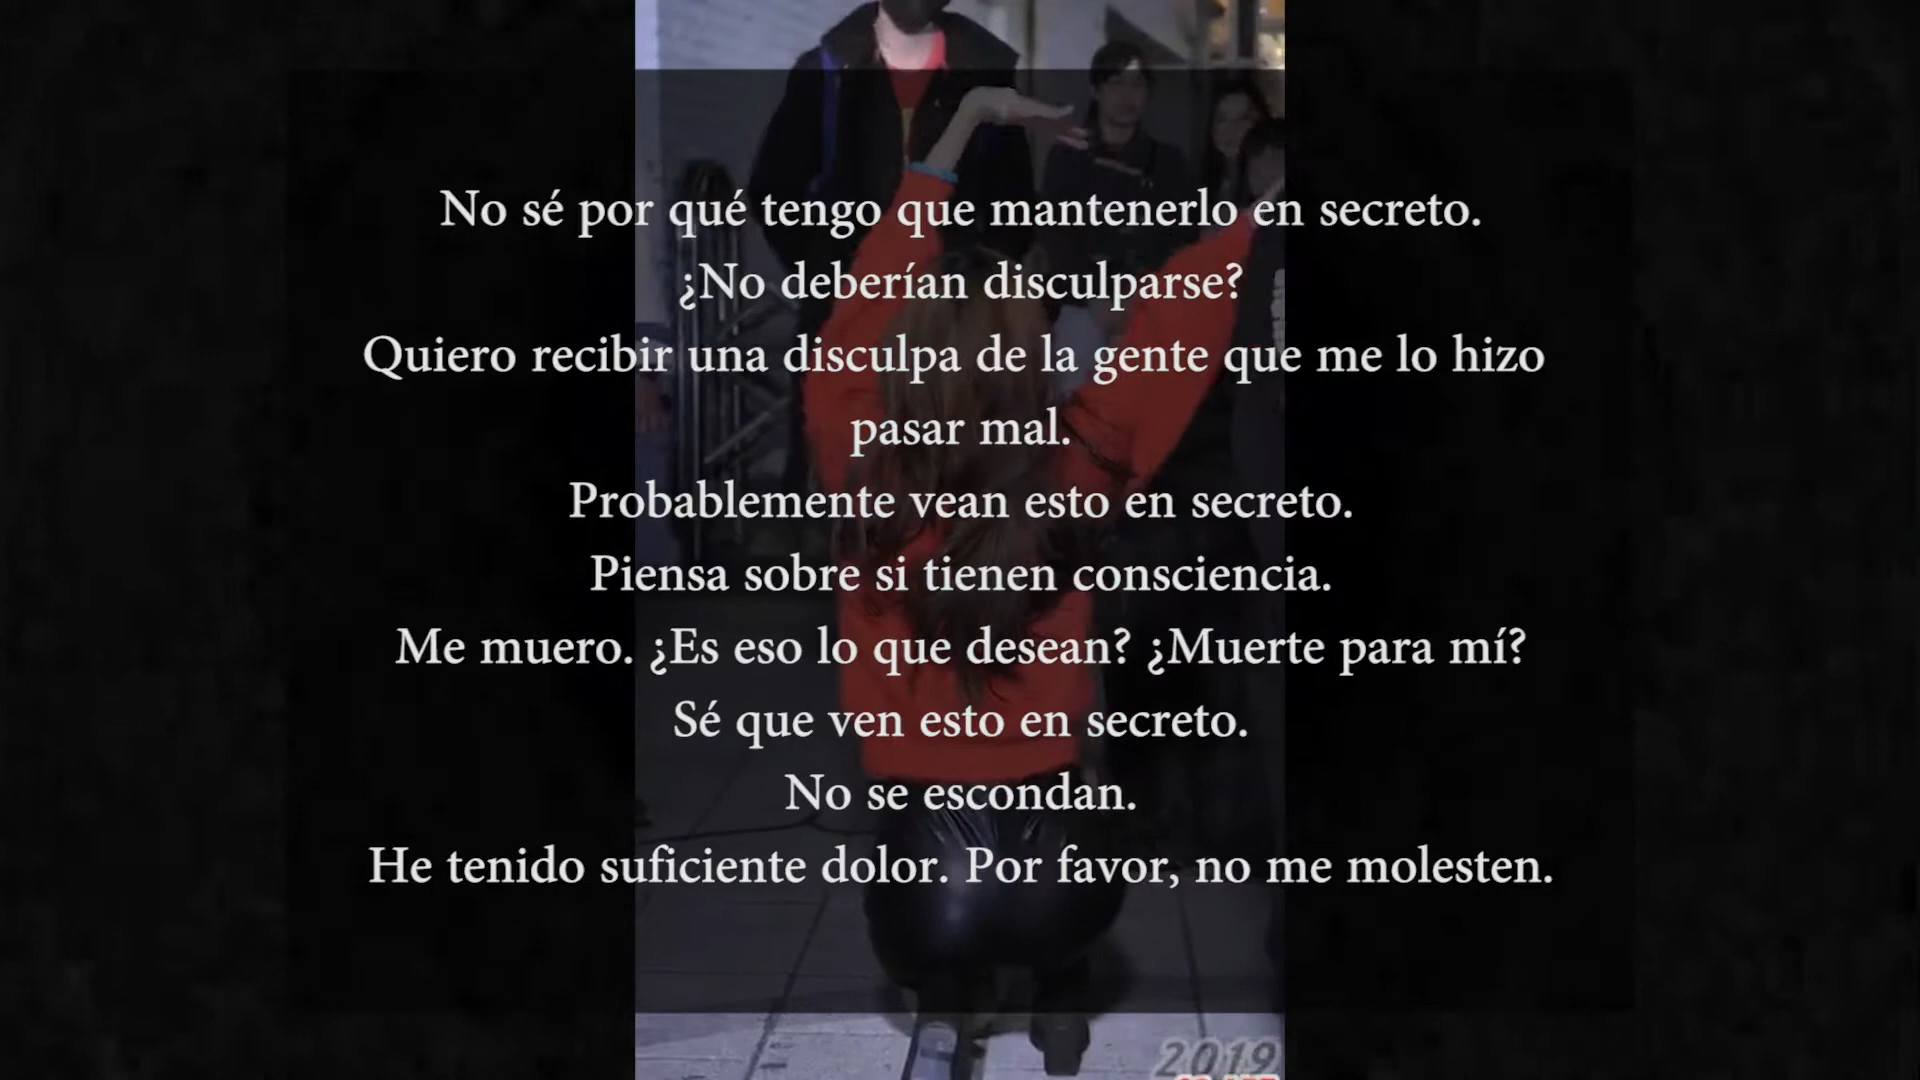 No sé por qué tengo que mantenerlo en secreto.
¿No deberían disculparse?
Quiero recibir una disculpa de la gente que me lo hizo
pasar mal.
Probablemente vean esto en secreto.
Piensa sobre si tienen consciencia.
Me muero. ¿Es eso lo que desean? ¿Muerte para mí?
Sé que ven esto en secreto.
No se escondan.
He tenido suficiente dolor. Por favor, no me molesten.
2019